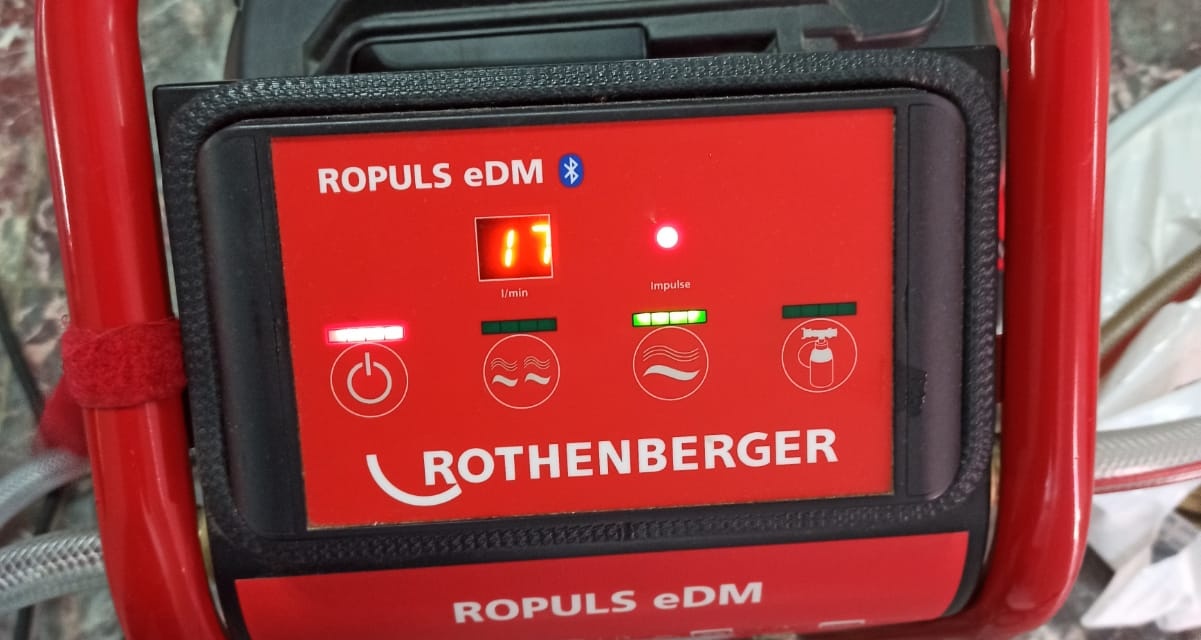 ROPULS eDM
17
l/min
Impulse
ROTHENBERGER
ROPULS eDM